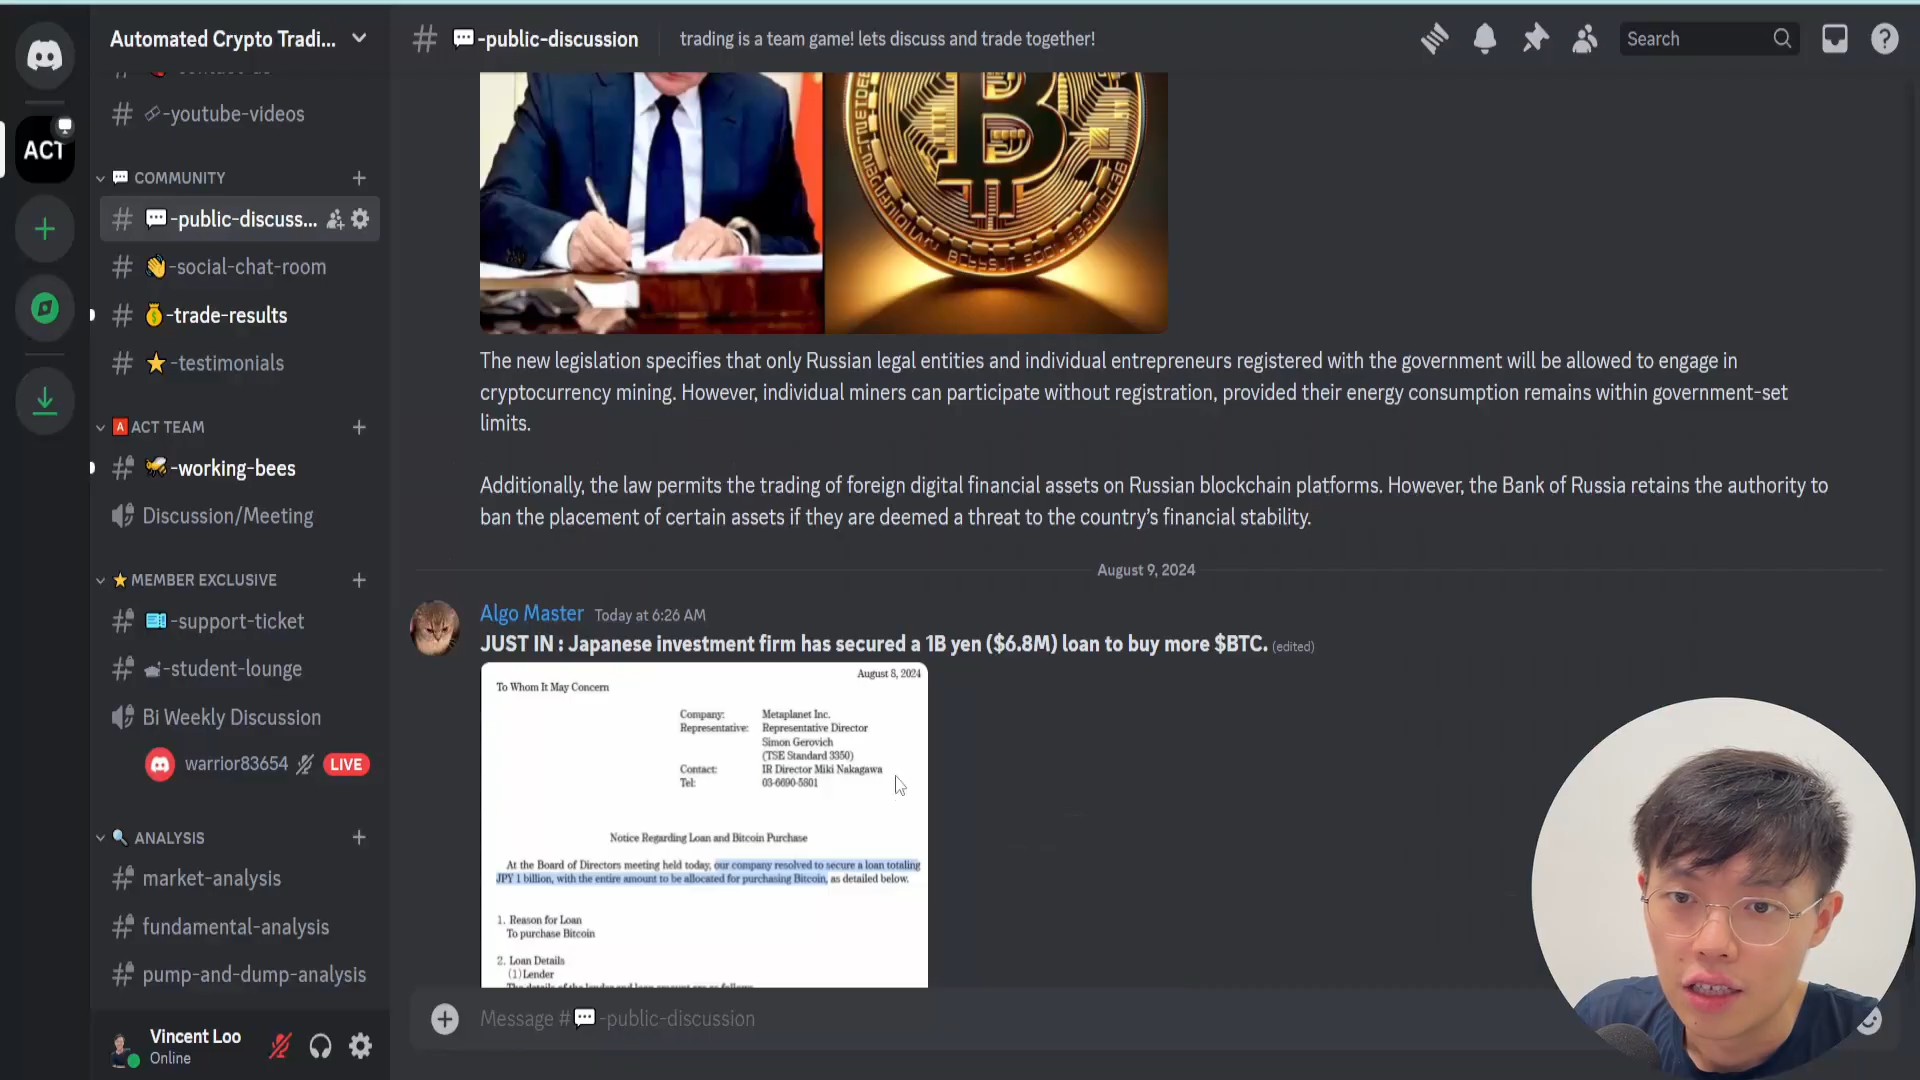 Automated Crypto Tradi...
-public-discussion
trading is a team game! lets discuss and trade together!
Search
ACT
-youtube-videos
COMMUNITY
-public-discuss...
-social-chat-room
-trade-results
-testimonials
A ACT TEAM
-working-bees
Discussion/Meeting
MEMBER EXCLUSIVE
-support-ticket
-student-lounge
Bi Weekly Discussion
warrior83654 LIVE
ANALYSIS
market-analysis
fundamental-analysis
pump-and-dump-analysis
Vincent Loo
Online
The new legislation specifies that only Russian legal entities and individual entrepreneurs registered with the government will be allowed to engage in
cryptocurrency mining. However, individual miners can participate without registration, provided their energy consumption remains within government-set
limits.
Additionally, the law permits the trading of foreign digital financial assets on Russian blockchain platforms. However, the Bank of Russia retains the authority to
ban the placement of certain assets if they are deemed a threat to the country's financial stability.
August 9, 2024
Algo Master Today at 6:26 AM
JUST IN : Japanese investment firm has secured a 1B yen ($6.8M) loan to buy more $BTC. (edited)
August 8, 2024
To Whom It May Concern
Company: Metaplanet Inc.
Representative: Representative Director
Simon Gerovich
(TSE Standard 3350)
Contact: IR Director Miki Nakagawa
Tel: 03-6690-5801
Notice Regarding Loan and Bitcoin Purchase
At the Board of Directors meeting held today, our company resolved to secure a loan totaling
JPY 1 billion, with the entire amount to be allocated for purchasing Bitcoin, as detailed below.
1. Reason for Loan
To purchase Bitcoin
2. Loan Details
(1)Lender
Message # -public-discussion